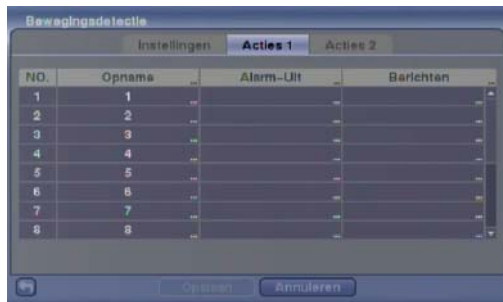 Bewegingsdetectie
Instellingen Acties 1 Acties 2
NO. Opname ... Alarm-Uit ... Berichten ...
1 1 ... ... ...
2 2 ... ... ...
3 3 ... ... ...
4 4 ... ... ...
5 5 ... ... ...
6 6 ... ... ...
7 7 ... ... ...
8 8 ... ... ...
Opslaan Annuleren